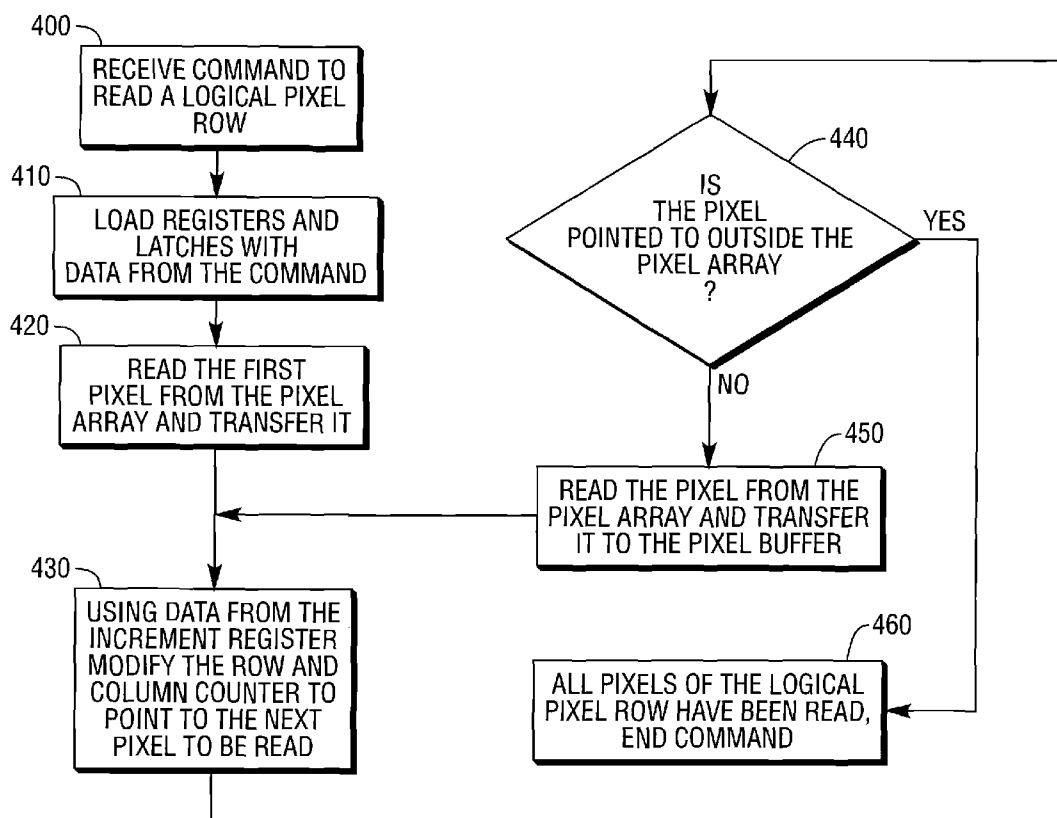 400
RECEIVE COMMAND TO
READ A LOGICAL PIXEL
ROW
410
LOAD REGISTERS AND
LATCHES WITH
DATA FROM THE COMMAND
420
READ THE FIRST
PIXEL FROM THE PIXEL
ARRAY AND TRANSFER IT
430
USING DATA FROM THE
INCREMENT REGISTER
MODIFY THE ROW AND
COLUMN COUNTER TO
POINT TO THE NEXT
PIXEL TO BE READ
440
IS
THE PIXEL
POINTED TO OUTSIDE THE
PIXEL ARRAY
?
YES
NO
450
READ THE PIXEL FROM THE
PIXEL ARRAY AND TRANSFER
IT TO THE PIXEL BUFFER
460
ALL PIXELS OF THE LOGICAL
PIXEL ROW HAVE BEEN READ,
END COMMAND